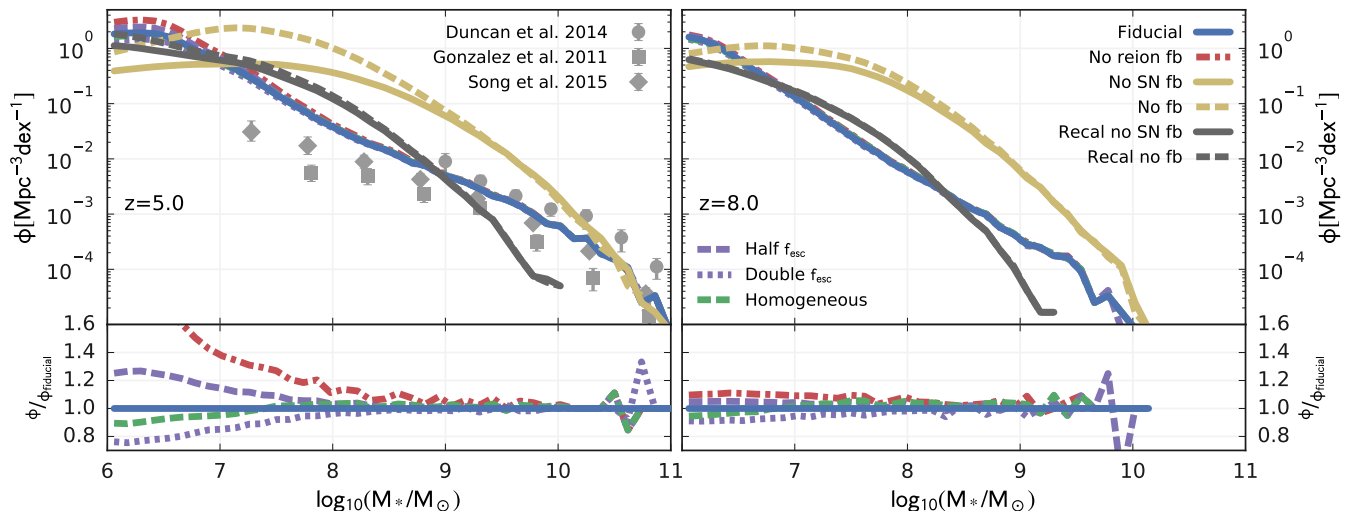 Duncan et al. 2014
Gonzalez et al. 2011
Song et al. 2015
z=5.0
ϕ[Mpc⁻³dex⁻¹]
10⁰
10⁻¹
10⁻²
10⁻³
10⁻⁴
Fiducial
No reion fb
No SN fb
No fb
Recal no SN fb
Recal no fb
z=8.0
Half f_esc
Double f_esc
Homogeneous
10⁰
10⁻¹
10⁻²
10⁻³
10⁻⁴
ϕ[Mpc⁻³dex⁻¹]
ϕ/ϕ_fiducial
1.6
1.4
1.2
1.0
0.8
1.6
1.4
1.2
1.0
0.8
ϕ/ϕ_fiducial
6 7 8 9 10 11
7 8 9 10 11
log₁₀(M*/M⊙)
log₁₀(M*/M⊙)